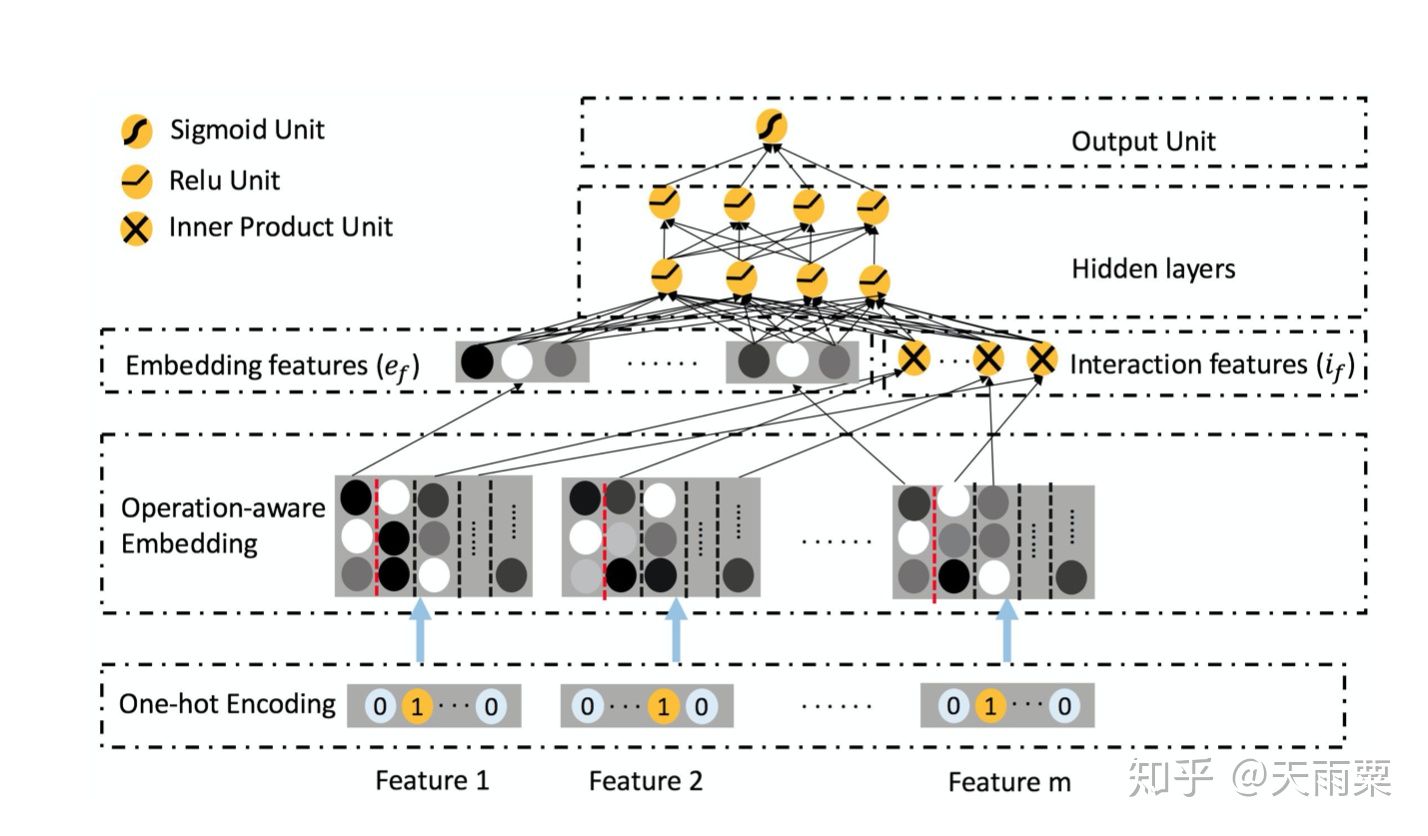 Sigmoid Unit
Relu Unit
Inner Product Unit
Output Unit
Hidden layers
Embedding features (e_f)
· · · · · ·
· · ·
Interaction features (i_f)
Operation-aware
Embedding
· · · · · ·
One-hot Encoding
0 1 · · · 0
0 · · · 1 0
· · · · · ·
0 1 · · · 0
Feature 1
Feature 2
Feature m
知乎 @天雨粟